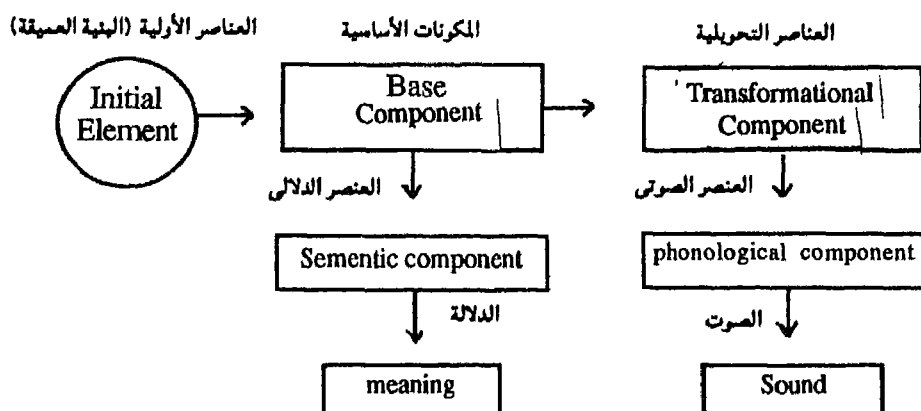 العناصر الأولية (البنية العميقة)
المكونات الأساسية
العناصر التحويلية
Initial
Element
Base
Component
Transformational
Component
العنصر الدلالى
العنصر الصوتى
Sementic component
phonological component
الدلالة
الصوت
meaning
Sound